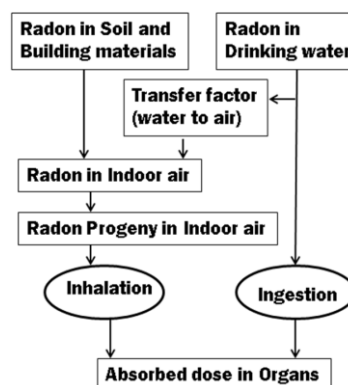 Radon in Soil and
Building materials
Radon in
Drinking water
Transfer factor
(water to air)
Radon in Indoor air
Radon Progeny in Indoor air
Inhalation
Ingestion
Absorbed dose in Organs